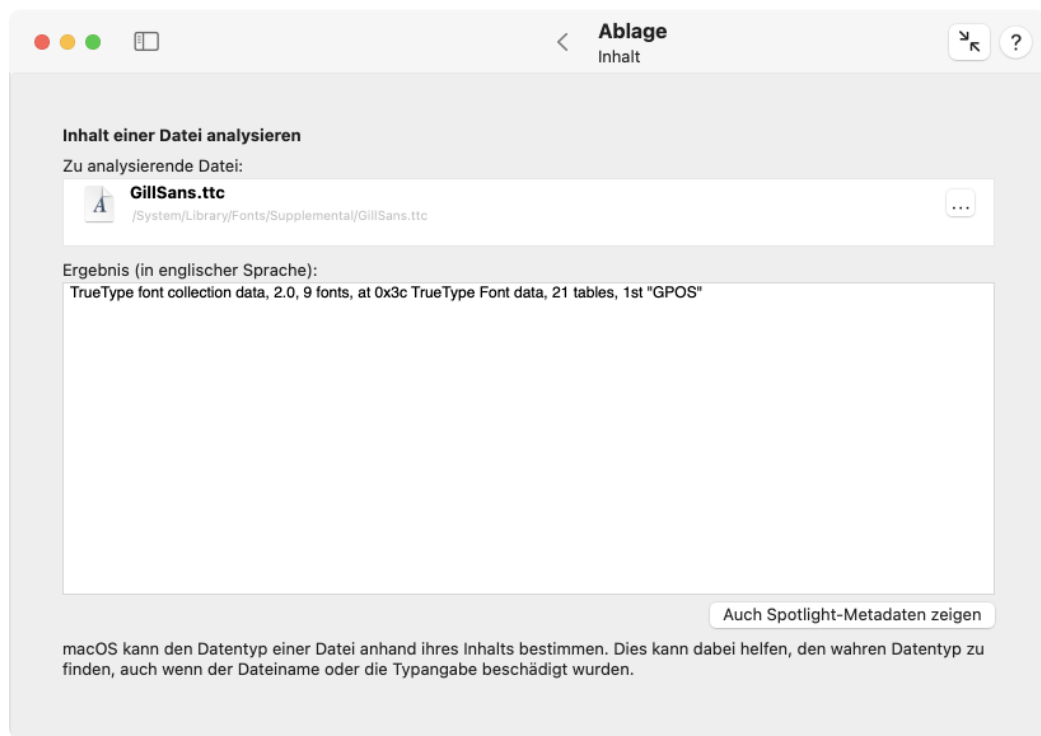 Ablage
Inhalt
?
Inhalt einer Datei analysieren
Zu analysierende Datei:
A
GillSans.ttc
/System/Library/Fonts/Supplemental/GillSans.ttc
...
Ergebnis (in englischer Sprache):
TrueType font collection data, 2.0, 9 fonts, at 0x3c TrueType Font data, 21 tables, 1st "GPOS"
Auch Spotlight-Metadaten zeigen
macOS kann den Datentyp einer Datei anhand ihres Inhalts bestimmen. Dies kann dabei helfen, den wahren Datentyp zu
finden, auch wenn der Dateiname oder die Typangabe beschädigt wurden.